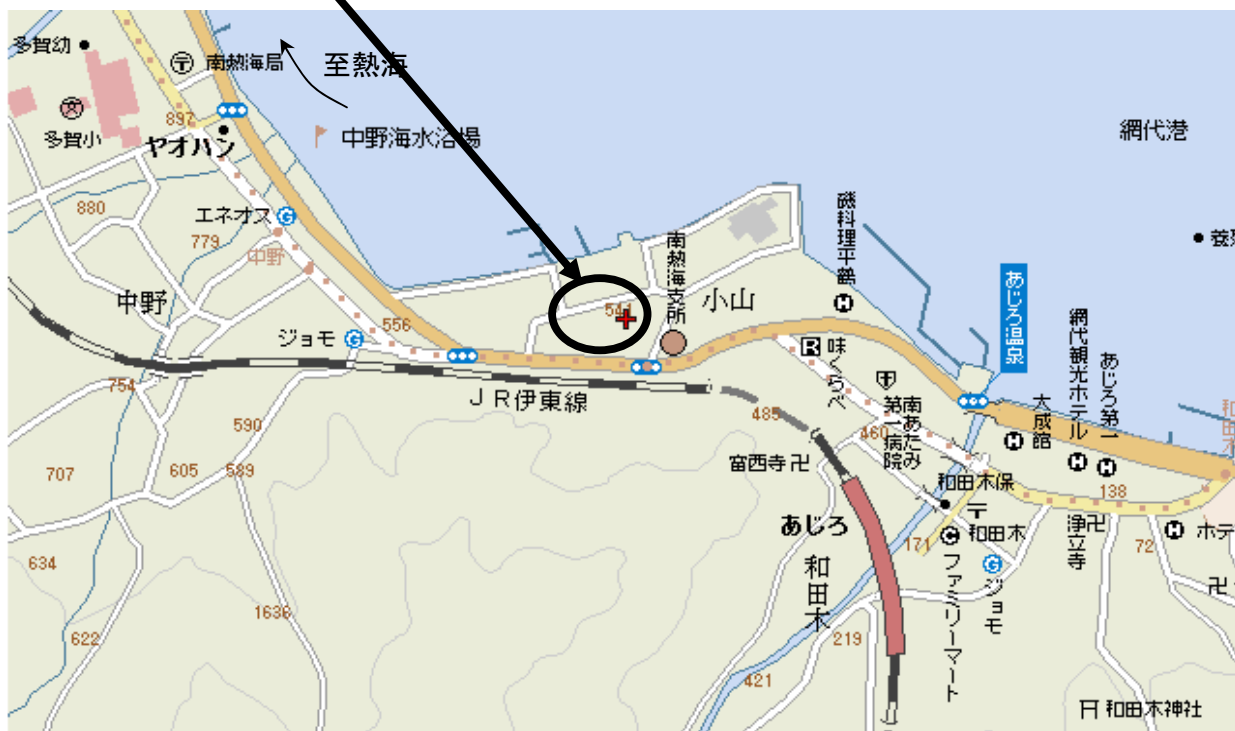 多賀幼
南熱海局
至熱海
多賀小
897
ヤオハン
中野海水浴場
網代港
880
エネオス
779
中野
磯料理平鶴
南熱海支所
小山
あじろ温泉
中野
556
ジョモ
味くらべ
網代観光ホテル
あじろ第一
大成館
754
JR伊東線
485
460
南あたみ
第一病院
590
707
605
589
富西寺
和田木保
138
浄立寺
あじろ
和田木
171
和田木
72
634
ファミリーマート
ジョモ
1636
622
219
421
和田木神社